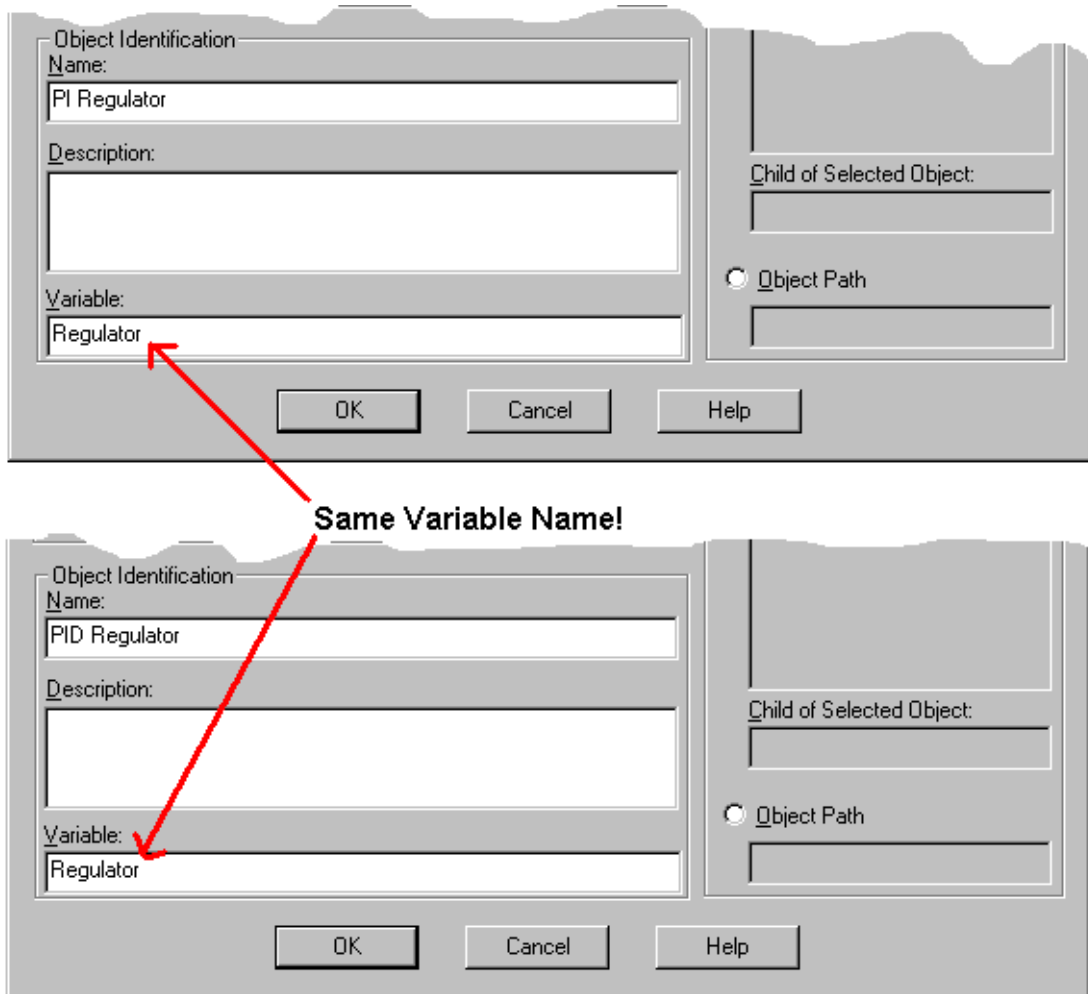 Object Identification
Name:
PI Regulator
Description:
Variable:
Regulator
Child of Selected Object:
Object Path
OK Cancel Help
Same Variable Name!
Object Identification
Name:
PID Regulator
Description:
Variable:
Regulator
Child of Selected Object:
Object Path
OK Cancel Help